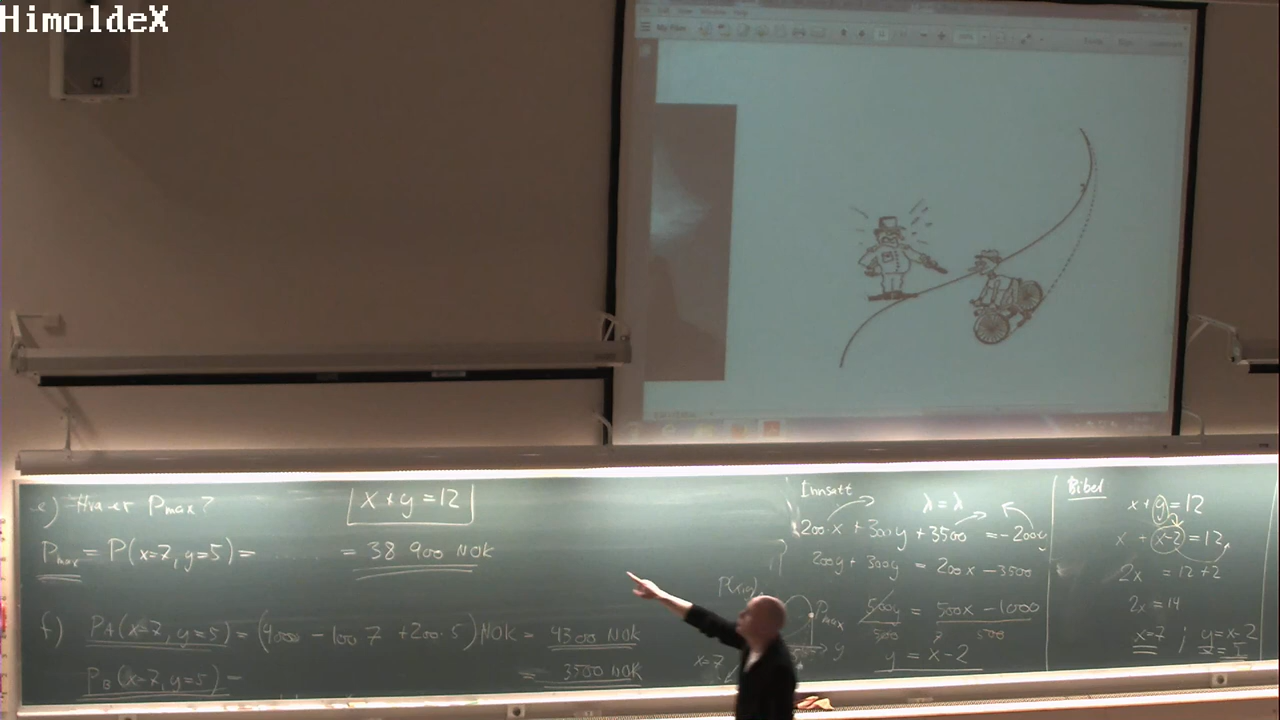 HimoldeX
e) Hva er Pmax?
x + y = 12
Pmax = P(x=7, y=5) = ...... = 38 900 NOK
f) PA(x=7, y=5) = (4000 - 100 7 + 200·5) NOK = 4300 NOK
PB(x=7, y=5) = = 3500 NOK
P(x,y)
Pmax
y
x=7
Innsatt
λ = λ
200·x + 300y + 3500 = -200y
200y + 300y = 200x - 3500
500y = 500x - 1000
500 500
y = x-2
Bibel
x + y = 12
x + x-2 = 12
2x = 12+2
2x = 14
x=7 ; y = x-2